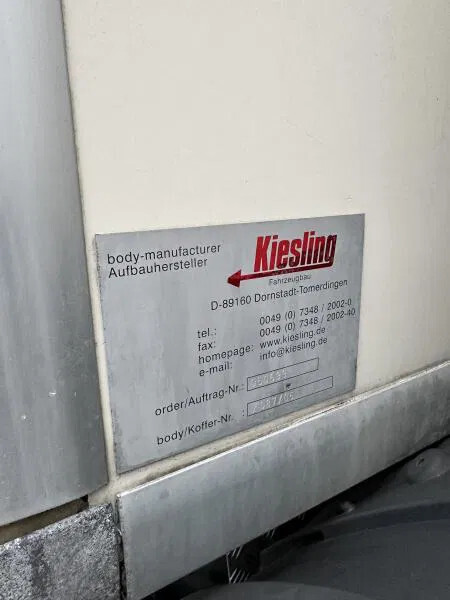 body-manufacturer
Aufbauhersteller
Kiesling
Fahrzeugbau
D-89160 Dornstadt-Tomerdingen
tel.: 0049 (0) 7348 / 2002-0
fax: 0049 (0) 7348 / 2002-40
homepage: www.kiesling.de
e-mail: info@kiesling.de
order/Auftrag-Nr.:
body/Koffer-Nr. :